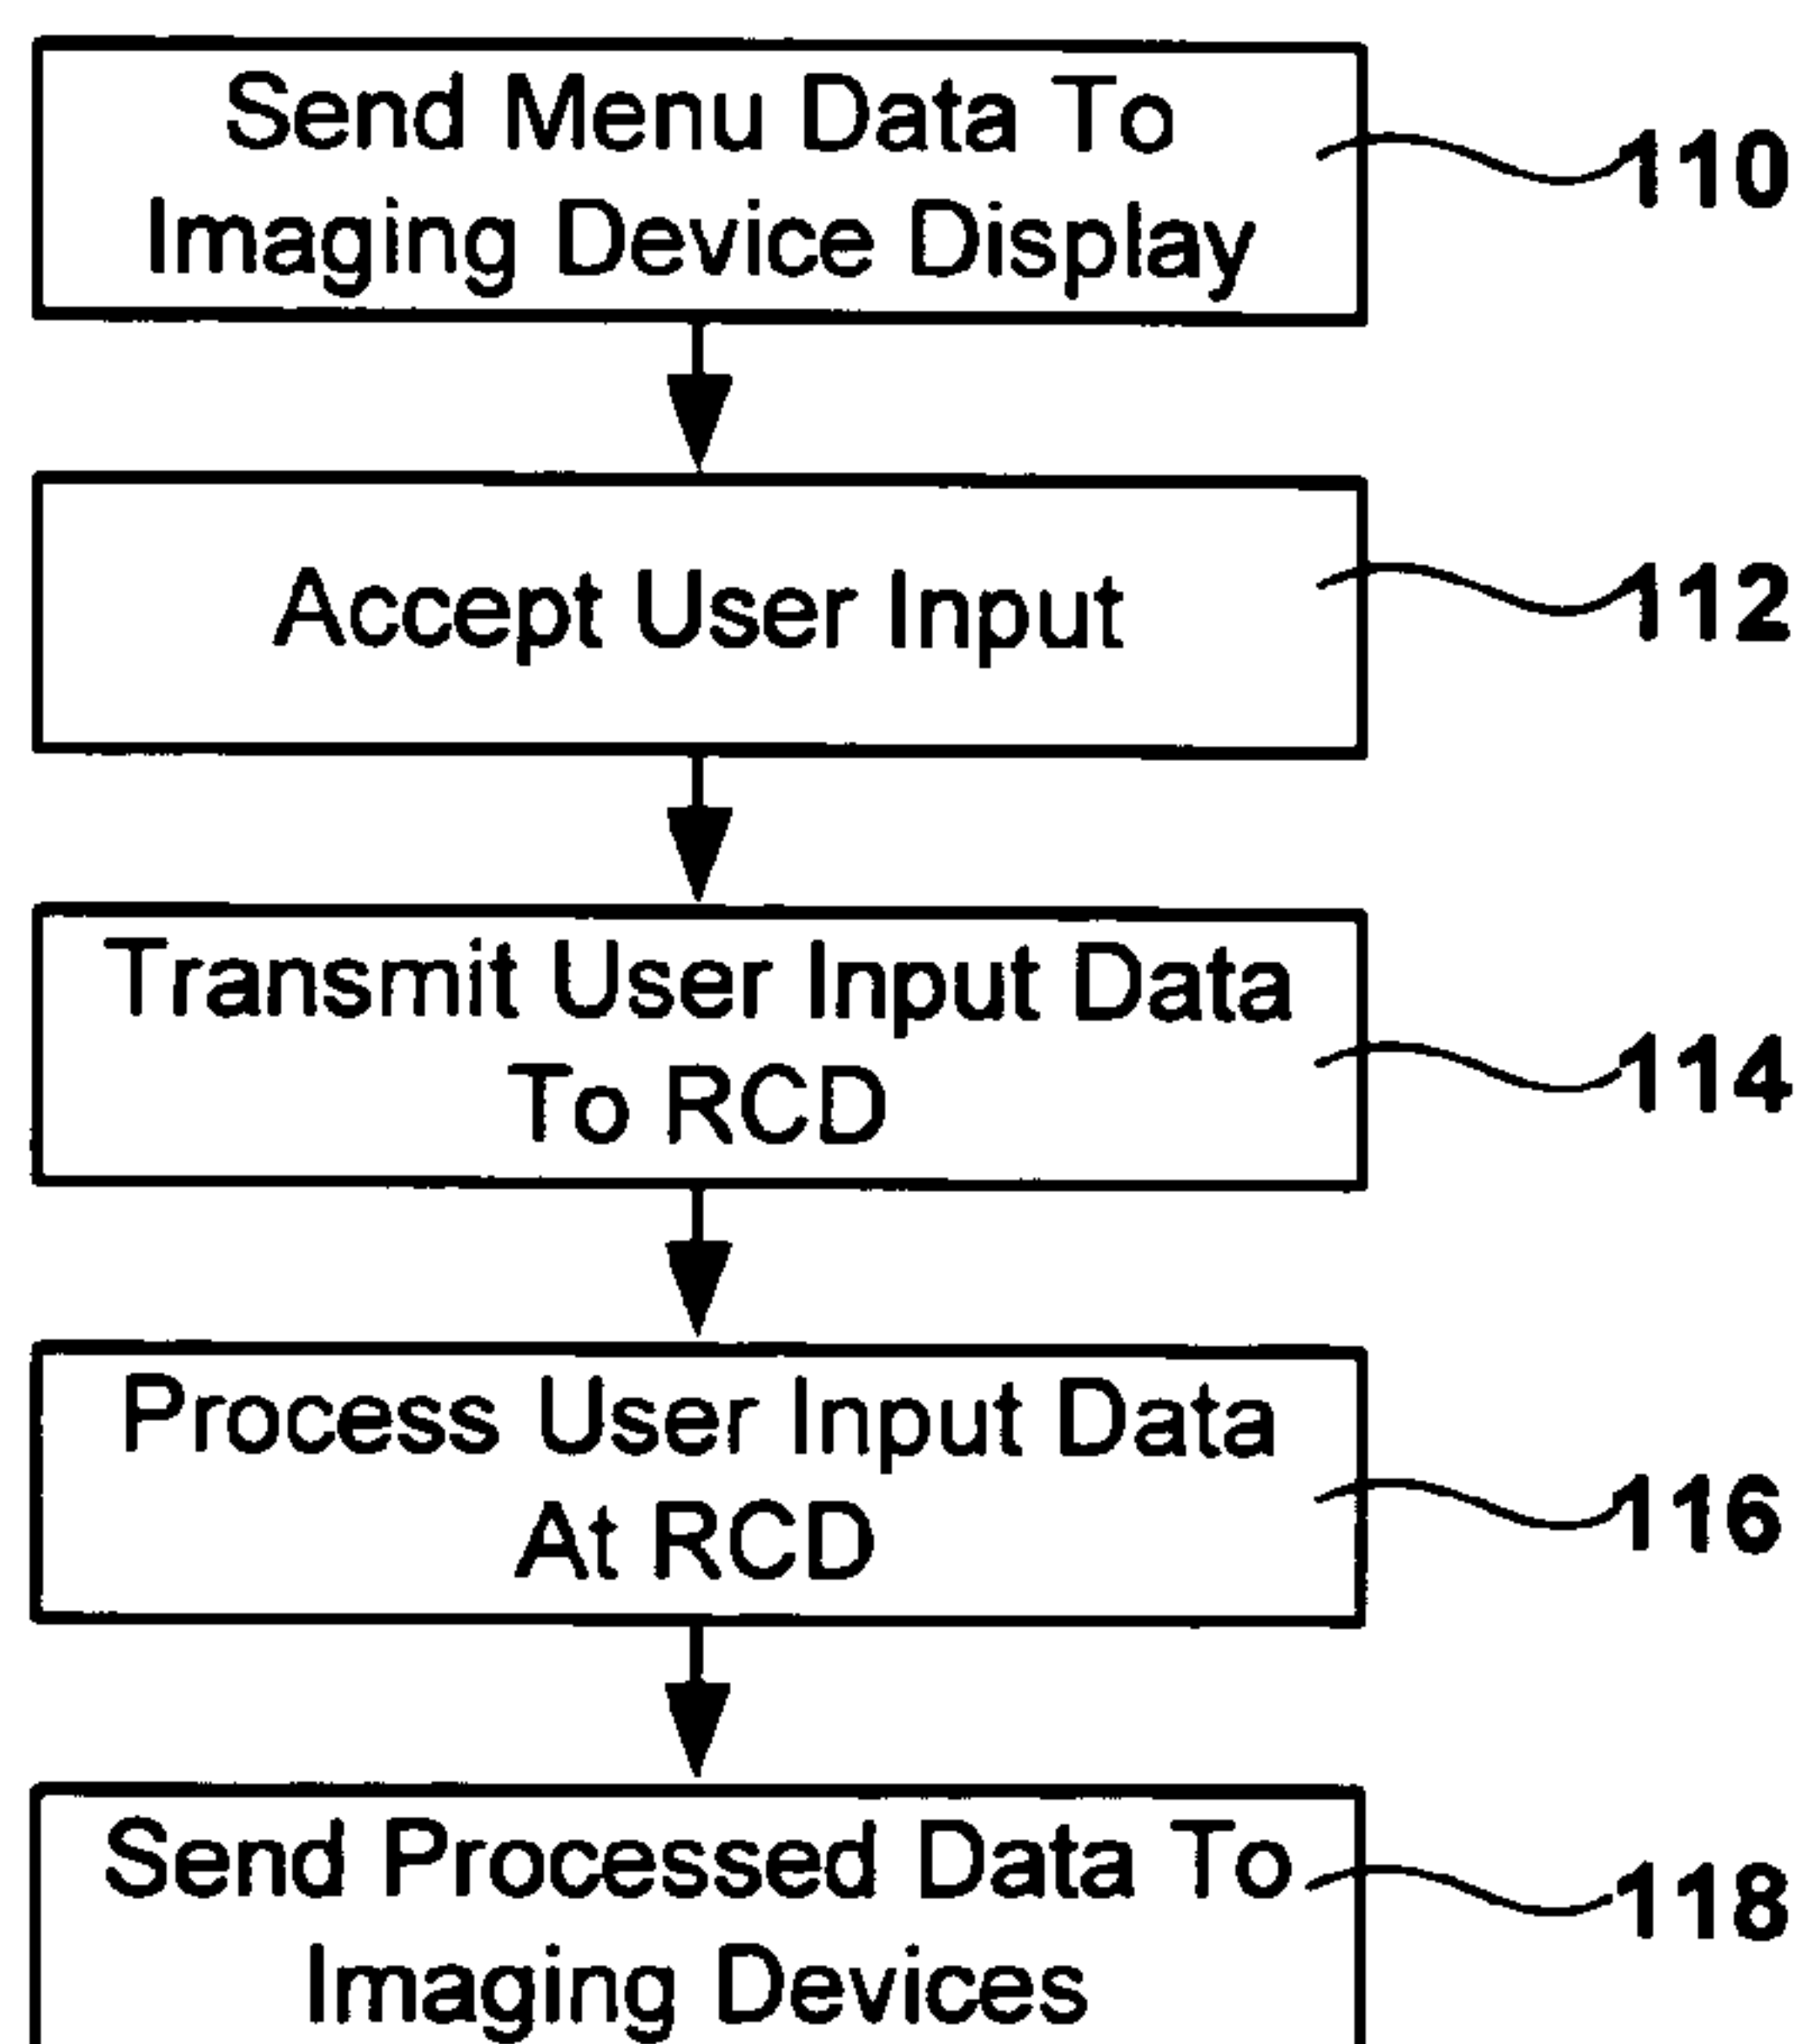 Send Menu Data To
Imaging Device Display
110
Accept User Input
112
Transmit User Input Data
To RCD
114
Process User Input Data
At RCD
116
Send Processed Data To
Imaging Devices
118